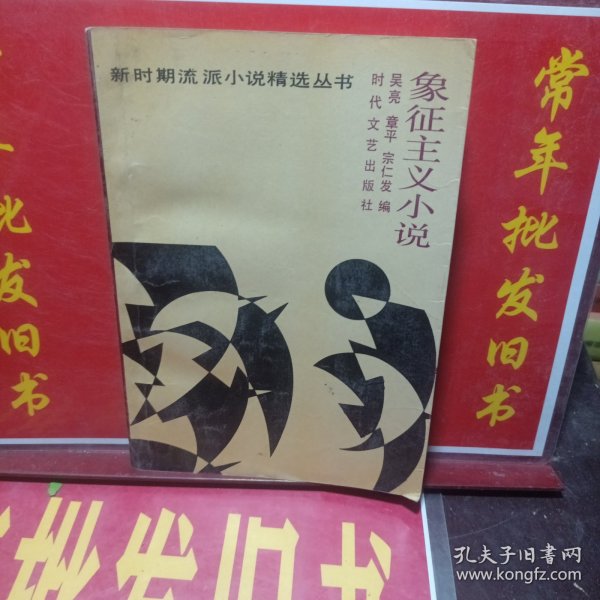 新时期流派小说精选丛书
象征主义小说
吴亮 章平 宗仁发 编
时代文艺出版社
常年批发旧书
批发旧书
孔夫子旧书网
www.kongfz.com